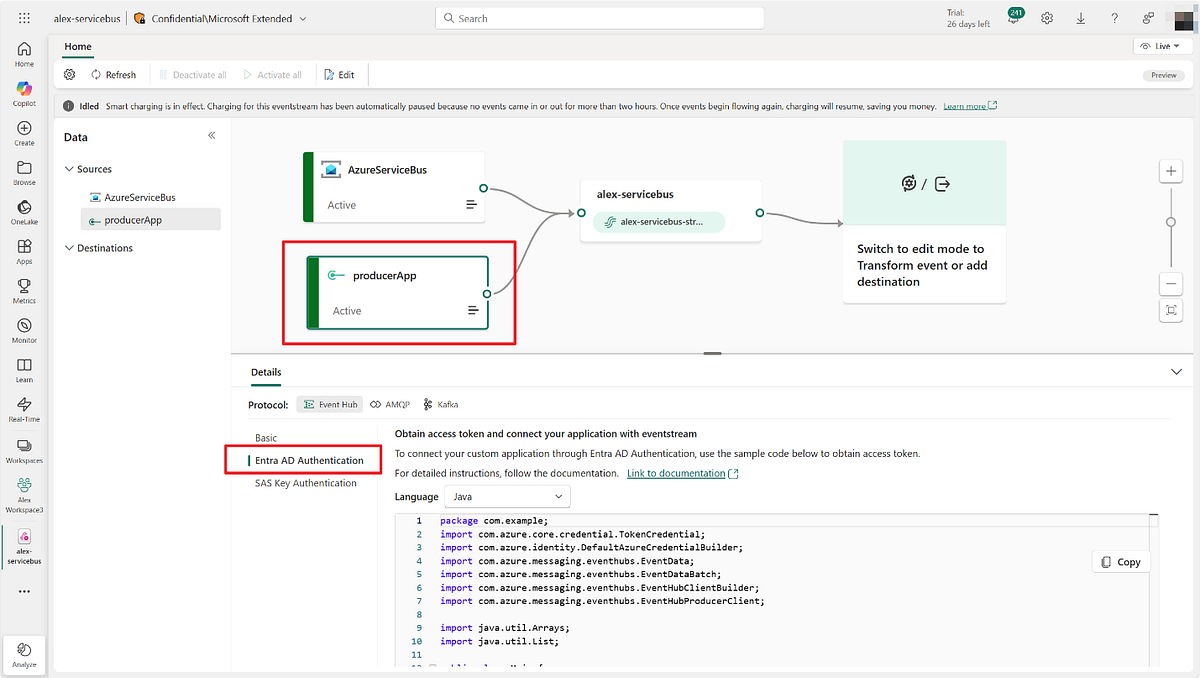 alex-servicebus
Confidential\Microsoft Extended
Search
Trial:
26 days left
241
Home
Copilot
Create
Browse
OneLake
Apps
Metrics
Monitor
Learn
Real-Time
Workspaces
Alex
Workspace3
alex-
servicebus
Analyze
Home
Live
Refresh
Deactivate all
Activate all
Edit
Preview
Idled Smart charging is in effect. Charging for this eventstream has been automatically paused because no events came in or out for more than two hours. Once events begin flowing again, charging will resume, saving you money. Learn more
Data
Sources
AzureServiceBus
producerApp
Destinations
AzureServiceBus
Active
producerApp
Active
alex-servicebus
alex-servicebus-str...
/
Switch to edit mode to
Transform event or add
destination
Details
Protocol: Event Hub AMQP Kafka
Basic
Entra AD Authentication
SAS Key Authentication
Obtain access token and connect your application with eventstream
To connect your custom application through Entra AD Authentication, use the sample code below to obtain access token.
For detailed instructions, follow the documentation. Link to documentation
Language Java
Copy
1 package com.example;
2 import com.azure.core.credential.TokenCredential;
3 import com.azure.identity.DefaultAzureCredentialBuilder;
4 import com.azure.messaging.eventhubs.EventData;
5 import com.azure.messaging.eventhubs.EventDataBatch;
6 import com.azure.messaging.eventhubs.EventHubClientBuilder;
7 import com.azure.messaging.eventhubs.EventHubProducerClient;
8
9 import java.util.Arrays;
10 import java.util.List;
11